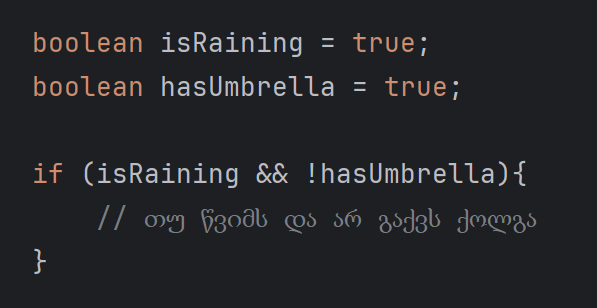 boolean isRaining = true;
boolean hasUmbrella = true;
if (isRaining && !hasUmbrella){
// თუ წვიმს და არ გაქვს ქოლგა
}